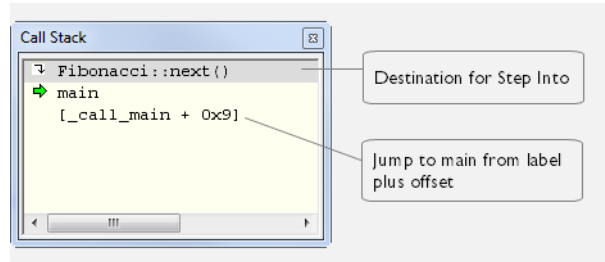 Call Stack
Fibonacci::next()
main
[_call_main + 0x9]
Destination for Step Into
Jump to main from label
plus offset